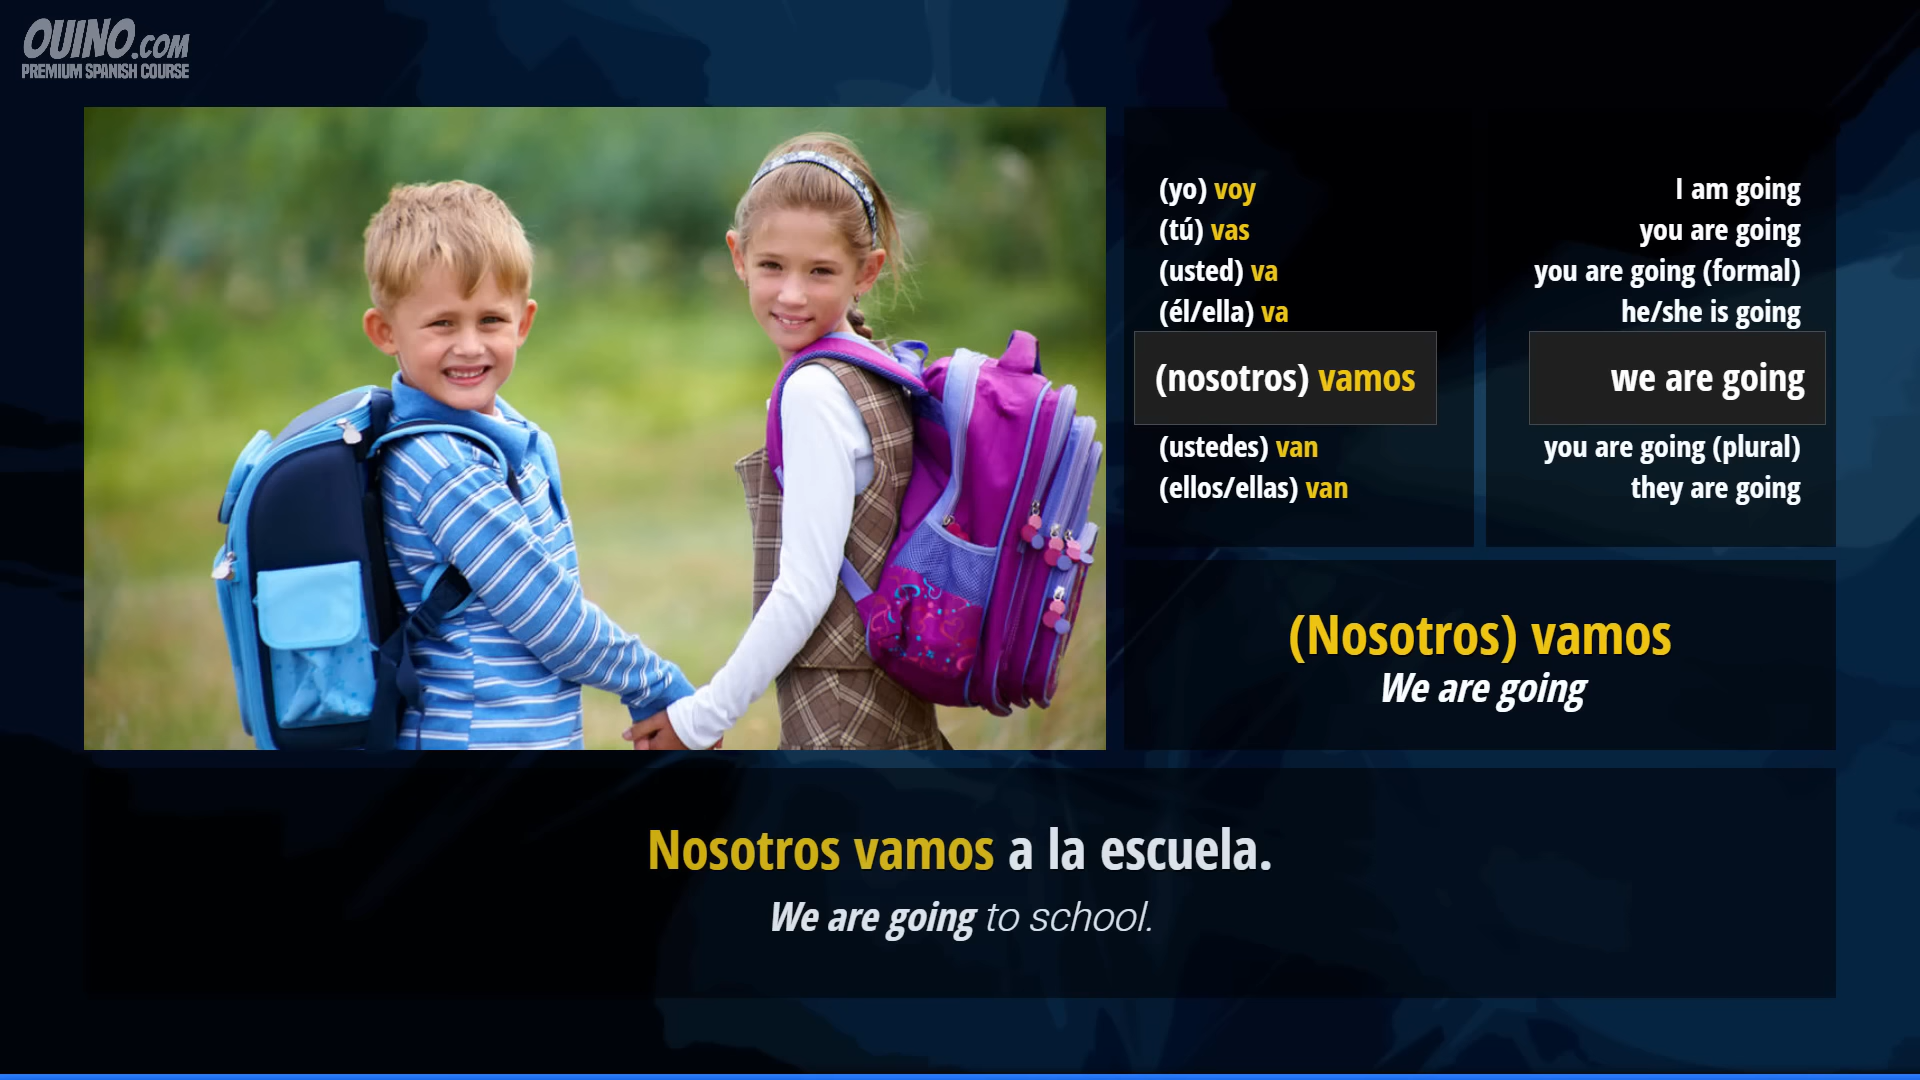 OUINO.COM
PREMIUM SPANISH COURSE
(yo) voy
(tú) vas
(usted) va
(él/ella) va
(nosotros) vamos
(ustedes) van
(ellos/ellas) van
I am going
you are going
you are going (formal)
he/she is going
we are going
you are going (plural)
they are going
(Nosotros) vamos
We are going
Nosotros vamos a la escuela.
We are going to school.